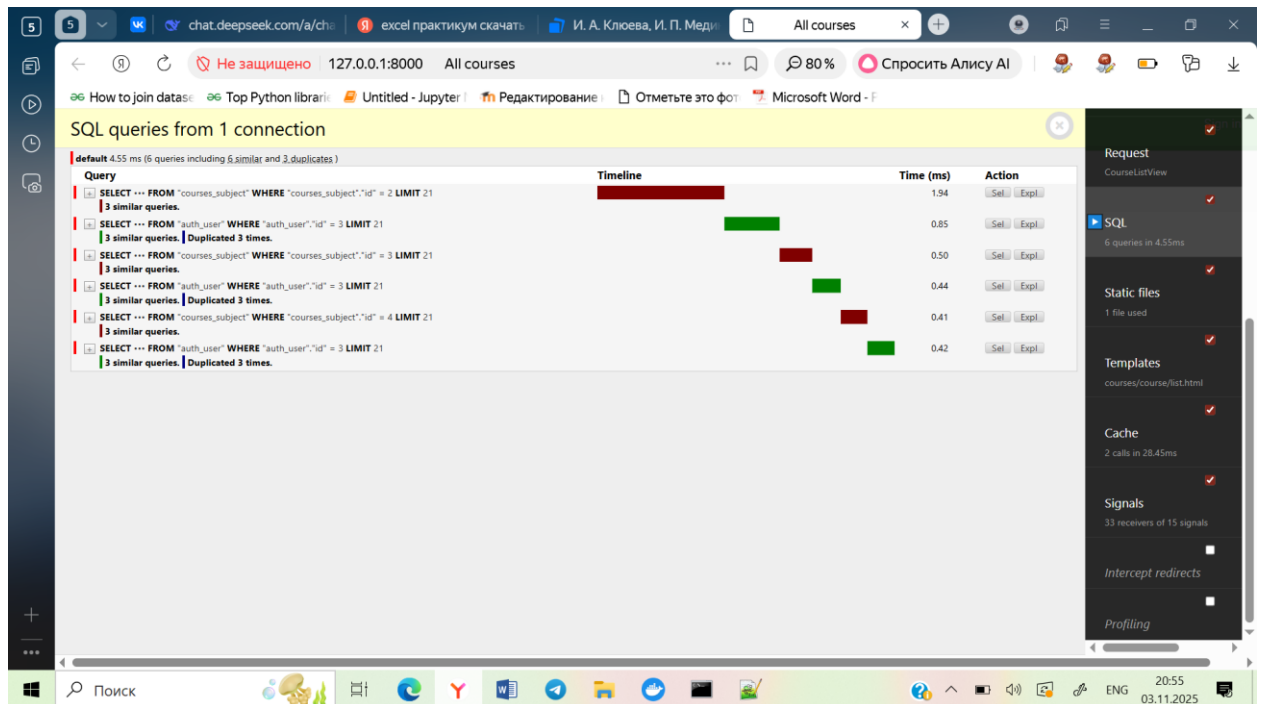 5
5
chat.deepseek.com/a/cha
excel практикум скачать
И. А. Клюева, И. П. Меди
All courses
Не защищено 127.0.0.1:8000 All courses
80 %
Спросить Алису AI
How to join datase
Top Python librarie
Untitled - Jupyter
Редактирование
Отметьте это фот
Microsoft Word - F
SQL queries from 1 connection
default 4.55 ms (6 queries including 6 similar and 3 duplicates )
Query Timeline Time (ms) Action
+ SELECT ••• FROM "courses_subject" WHERE "courses_subject"."id" = 2 LIMIT 21 1.94 Sel Expl
3 similar queries.
+ SELECT ••• FROM "auth_user" WHERE "auth_user"."id" = 3 LIMIT 21 0.85 Sel Expl
3 similar queries. Duplicated 3 times.
+ SELECT ••• FROM "courses_subject" WHERE "courses_subject"."id" = 3 LIMIT 21 0.50 Sel Expl
3 similar queries.
+ SELECT ••• FROM "auth_user" WHERE "auth_user"."id" = 3 LIMIT 21 0.44 Sel Expl
3 similar queries. Duplicated 3 times.
+ SELECT ••• FROM "courses_subject" WHERE "courses_subject"."id" = 4 LIMIT 21 0.41 Sel Expl
3 similar queries.
+ SELECT ••• FROM "auth_user" WHERE "auth_user"."id" = 3 LIMIT 21 0.42 Sel Expl
3 similar queries. Duplicated 3 times.
Request
CourseListView
SQL
6 queries in 4.55ms
Static files
1 file used
Templates
courses/course/list.html
Cache
2 calls in 28.45ms
Signals
33 receivers of 15 signals
Intercept redirects
Profiling
Поиск
ENG
20:55
03.11.2025